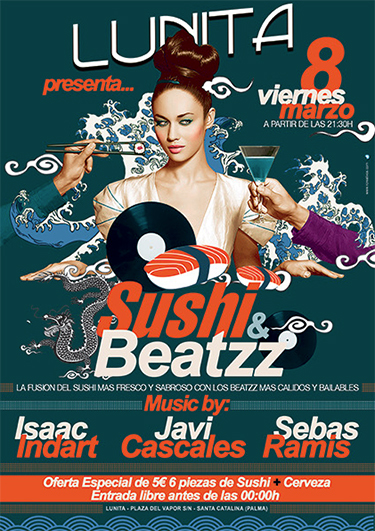 LUNITA
presenta...
8
viernes
marzo
A PARTIR DE LAS 21:30H
Sushi &
Beatzz
LA FUSION DEL SUSHI MAS FRESCO Y SABROSO CON LOS BEATZZ MAS CALIDOS Y BAILABLES
Music by:
Isaac Indart
Javi Cascales
Sebas Ramis
Oferta Especial de 5€ 6 piezas de Sushi + Cerveza
Entrada libre antes de las 00:00h
LUNITA - PLAZA DEL VAPOR S/N - SANTA CATALINA (PALMA)